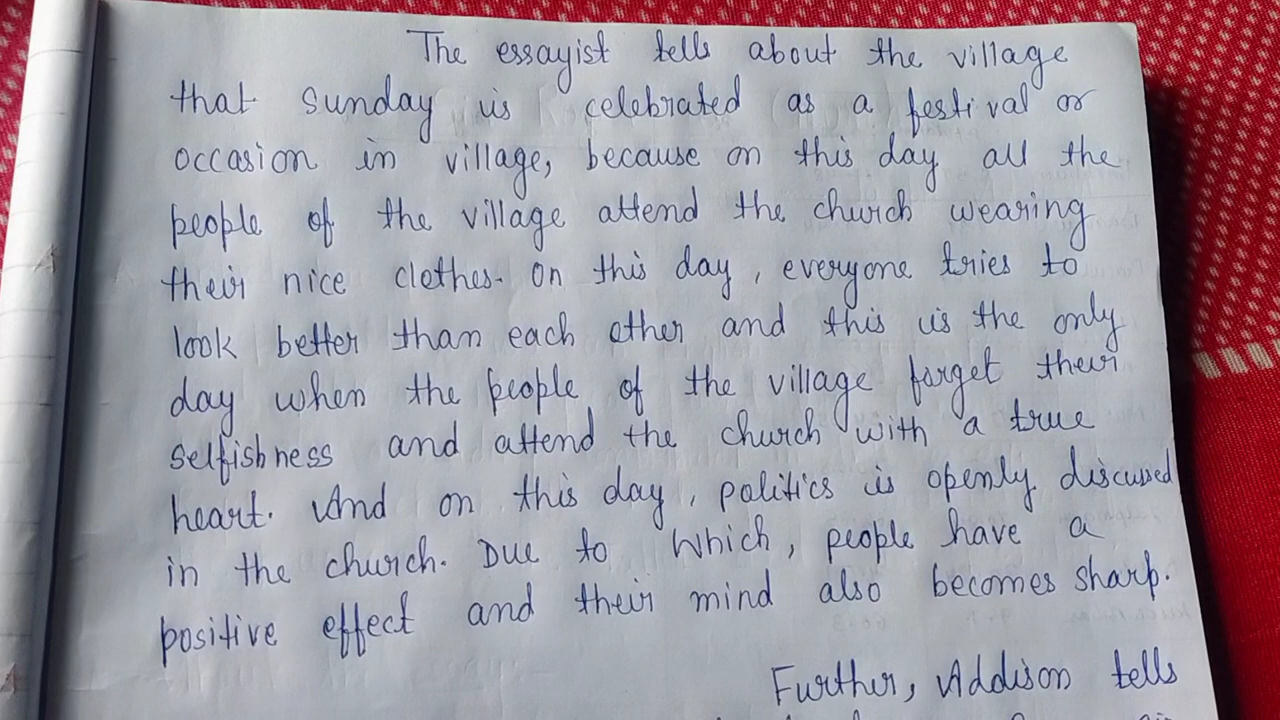 The essayist tells about the village
that sunday is celebrated as a festival or
occasion in village, because on this day all the
people of the village attend the church wearing
their nice clothes. On this day, everyone tries to
look better than each other and this is the only
day when the people of the village forget their
selfishness and attend the church with a true
heart. And on this day, politics is openly discussed
in the church. Due to which, people have a
positive effect and their mind also becomes sharp.
Further, Addison tells